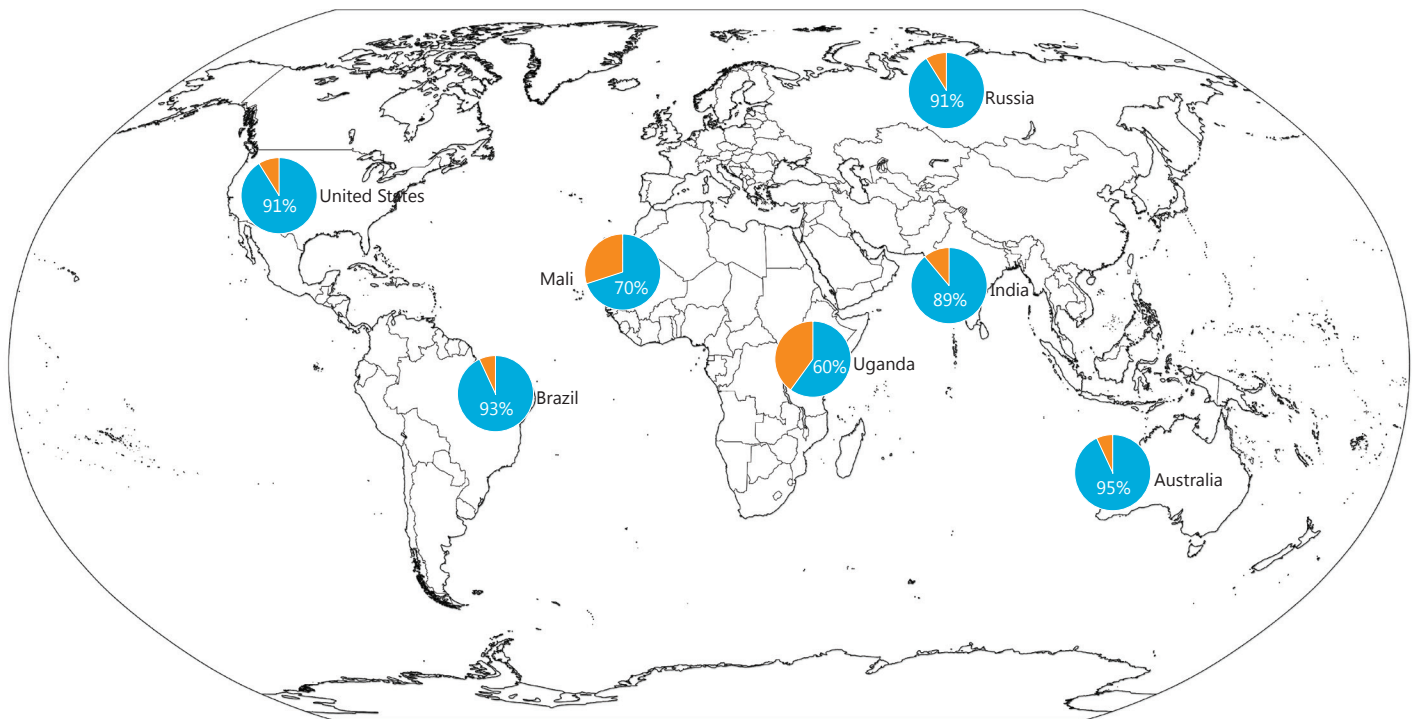 91% Russia
91% United States
Mali 70%
89% India
60% Uganda
93% Brazil
95% Australia